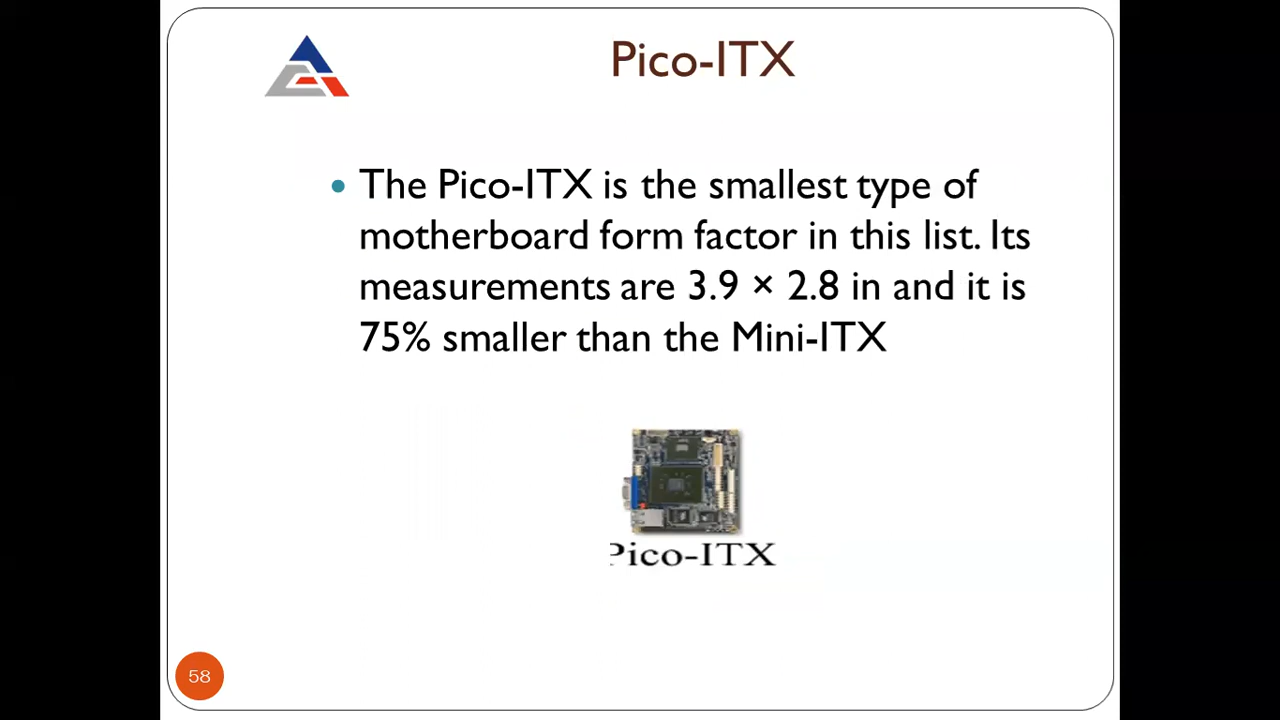 Pico-ITX
• The Pico-ITX is the smallest type of
motherboard form factor in this list. Its
measurements are 3.9 × 2.8 in and it is
75% smaller than the Mini-ITX
Pico-ITX
58